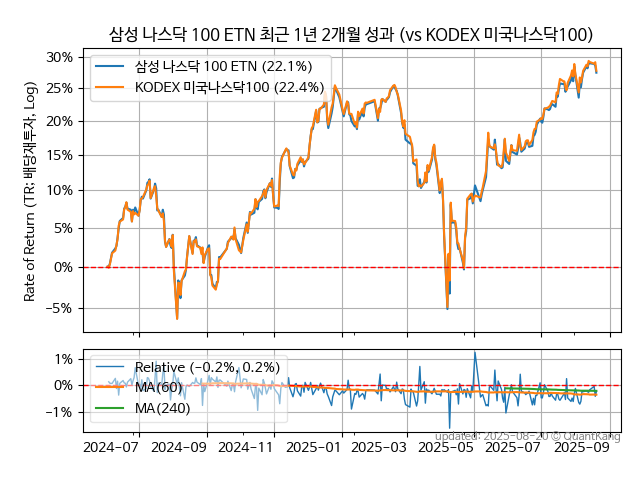 삼성 나스닥 100 ETN 최근 1년 2개월 성과 (vs KODEX 미국나스닥100)
Rate of Return (TR: 배당재투자, Log)
30%
25%
20%
15%
10%
5%
0%
−5%
삼성 나스닥 100 ETN (22.1%)
KODEX 미국나스닥100 (22.4%)
1%
0%
−1%
Relative (−0.2%, 0.2%)
MA(60)
MA(240)
2024-07 2024-09 2024-11 2025-01 2025-03 2025-05 2025-07 2025-09
updated: 2025-08-20 © QuantKang